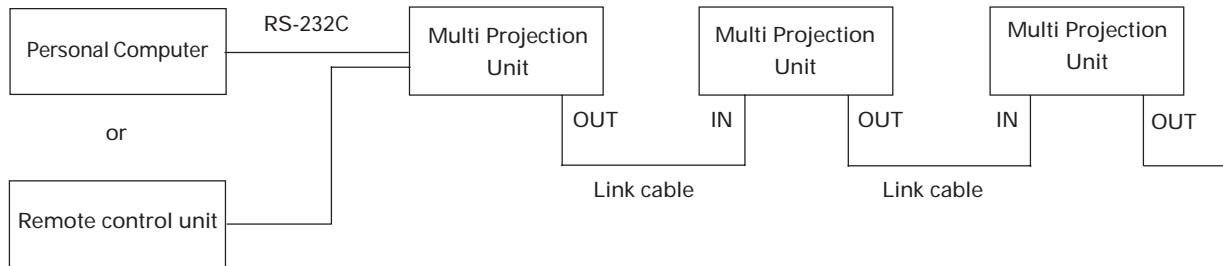 RS-232C
Personal Computer
Multi Projection
Unit
Multi Projection
Unit
Multi Projection
Unit
or
OUT
IN
OUT
IN
OUT
Link cable
Link cable
Remote control unit